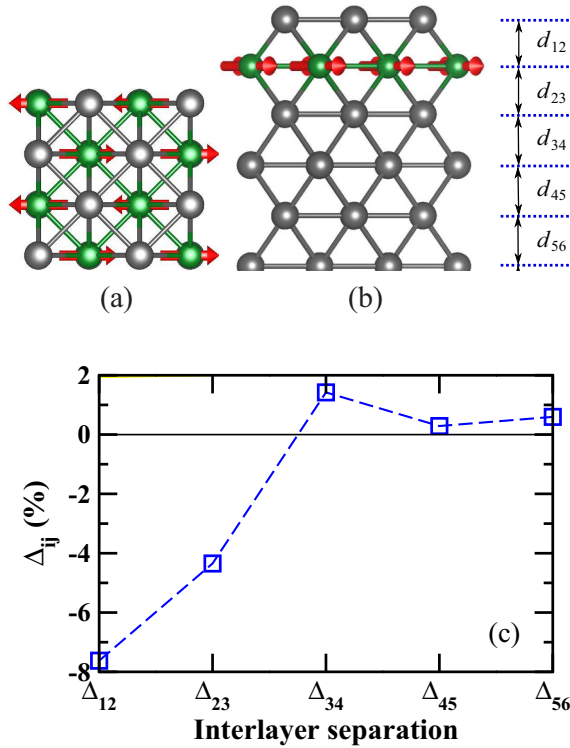 d12
d23
d34
d45
d56
(a)
(b)
2
0
-2
-4
-6
-8
Δij (%)
(c)
Δ12 Δ23 Δ34 Δ45 Δ56
Interlayer separation